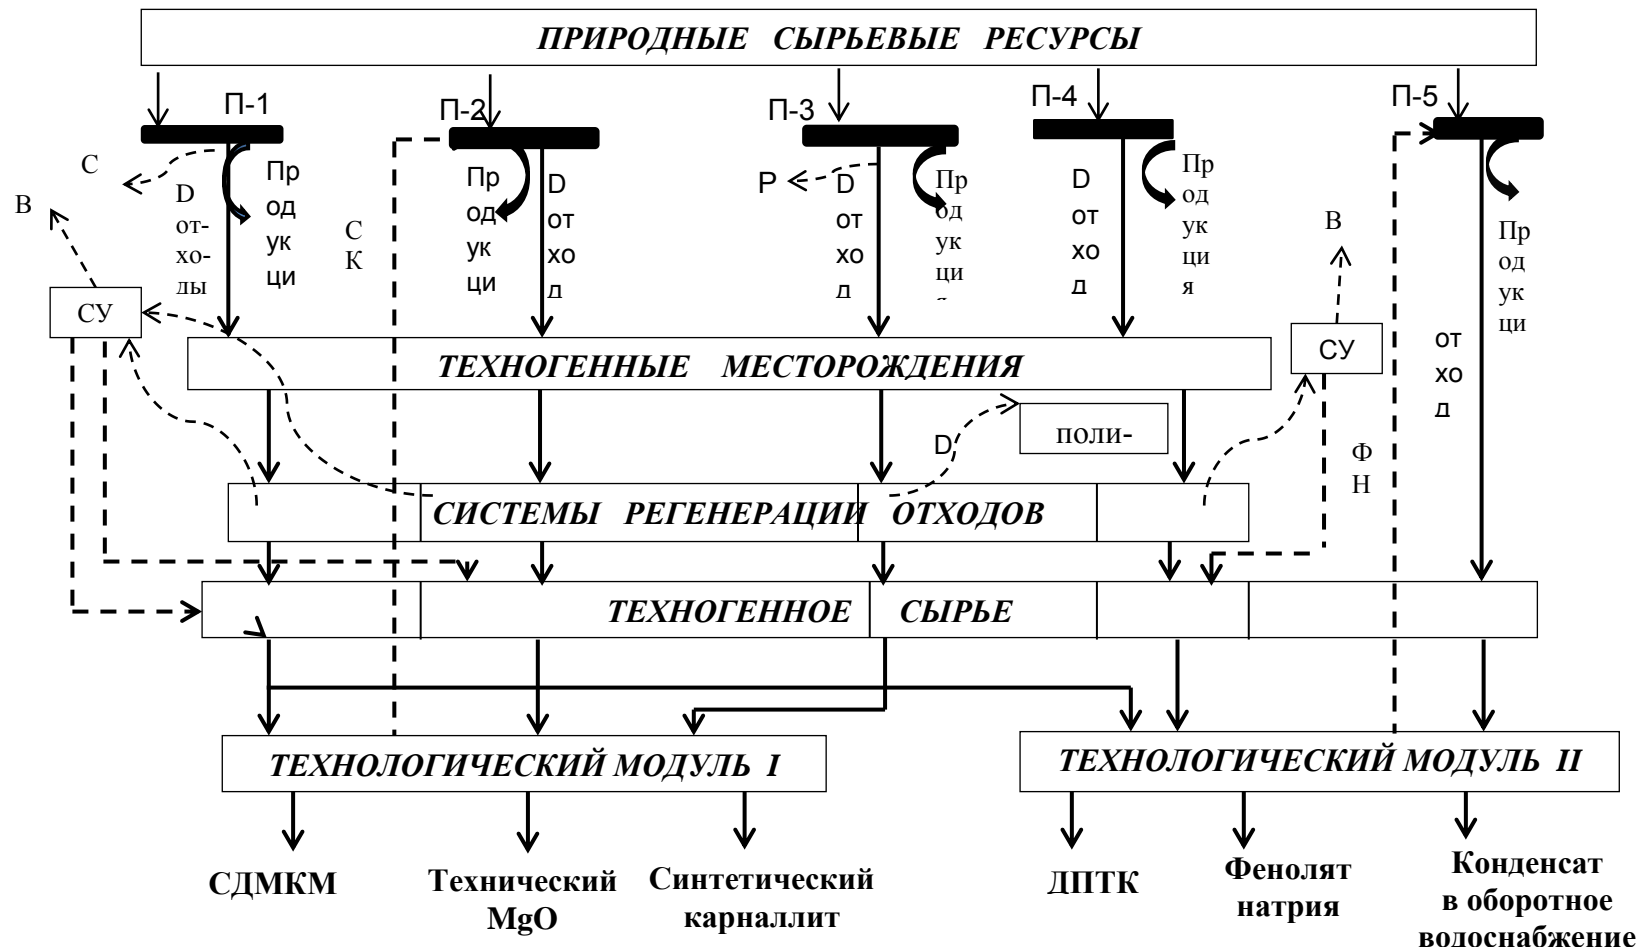 ПРИРОДНЫЕ СЫРЬЕВЫЕ РЕСУРСЫ
П-1
П-2
П-3
П-4
П-5
С
В
D
от-
хо-
ды
Пр
од
ук
ци
С
К
Пр
од
ук
ци
D
от
хо
д
Р
D
от
хо
д
Пр
од
ук
ци
я
D
от
хо
д
Пр
од
ук
ци
я
В
Пр
од
ук
ци
от
хо
д
СУ
СУ
ТЕХНОГЕННЫЕ МЕСТОРОЖДЕНИЯ
поли-
D
Ф
Н
СИСТЕМЫ РЕГЕНЕРАЦИИ ОТХОДОВ
ТЕХНОГЕННОЕ СЫРЬЕ
ТЕХНОЛОГИЧЕСКИЙ МОДУЛЬ I
ТЕХНОЛОГИЧЕСКИЙ МОДУЛЬ II
СДМКМ
Технический
MgO
Синтетический
карналлит
ДПТК
Фенолят
натрия
Конденсат
в оборотное
водоснабжение